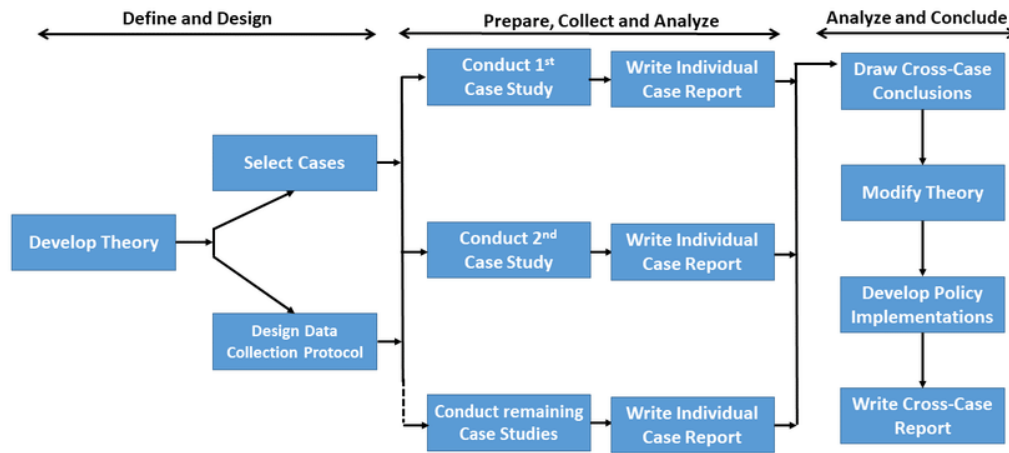 Define and Design
Prepare, Collect and Analyze
Analyze and Conclude
Develop Theory
Select Cases
Design Data
Collection Protocol
Conduct 1st
Case Study
Write Individual
Case Report
Conduct 2nd
Case Study
Write Individual
Case Report
Conduct remaining
Case Studies
Write Individual
Case Report
Draw Cross-Case
Conclusions
Modify Theory
Develop Policy
Implementations
Write Cross-Case
Report